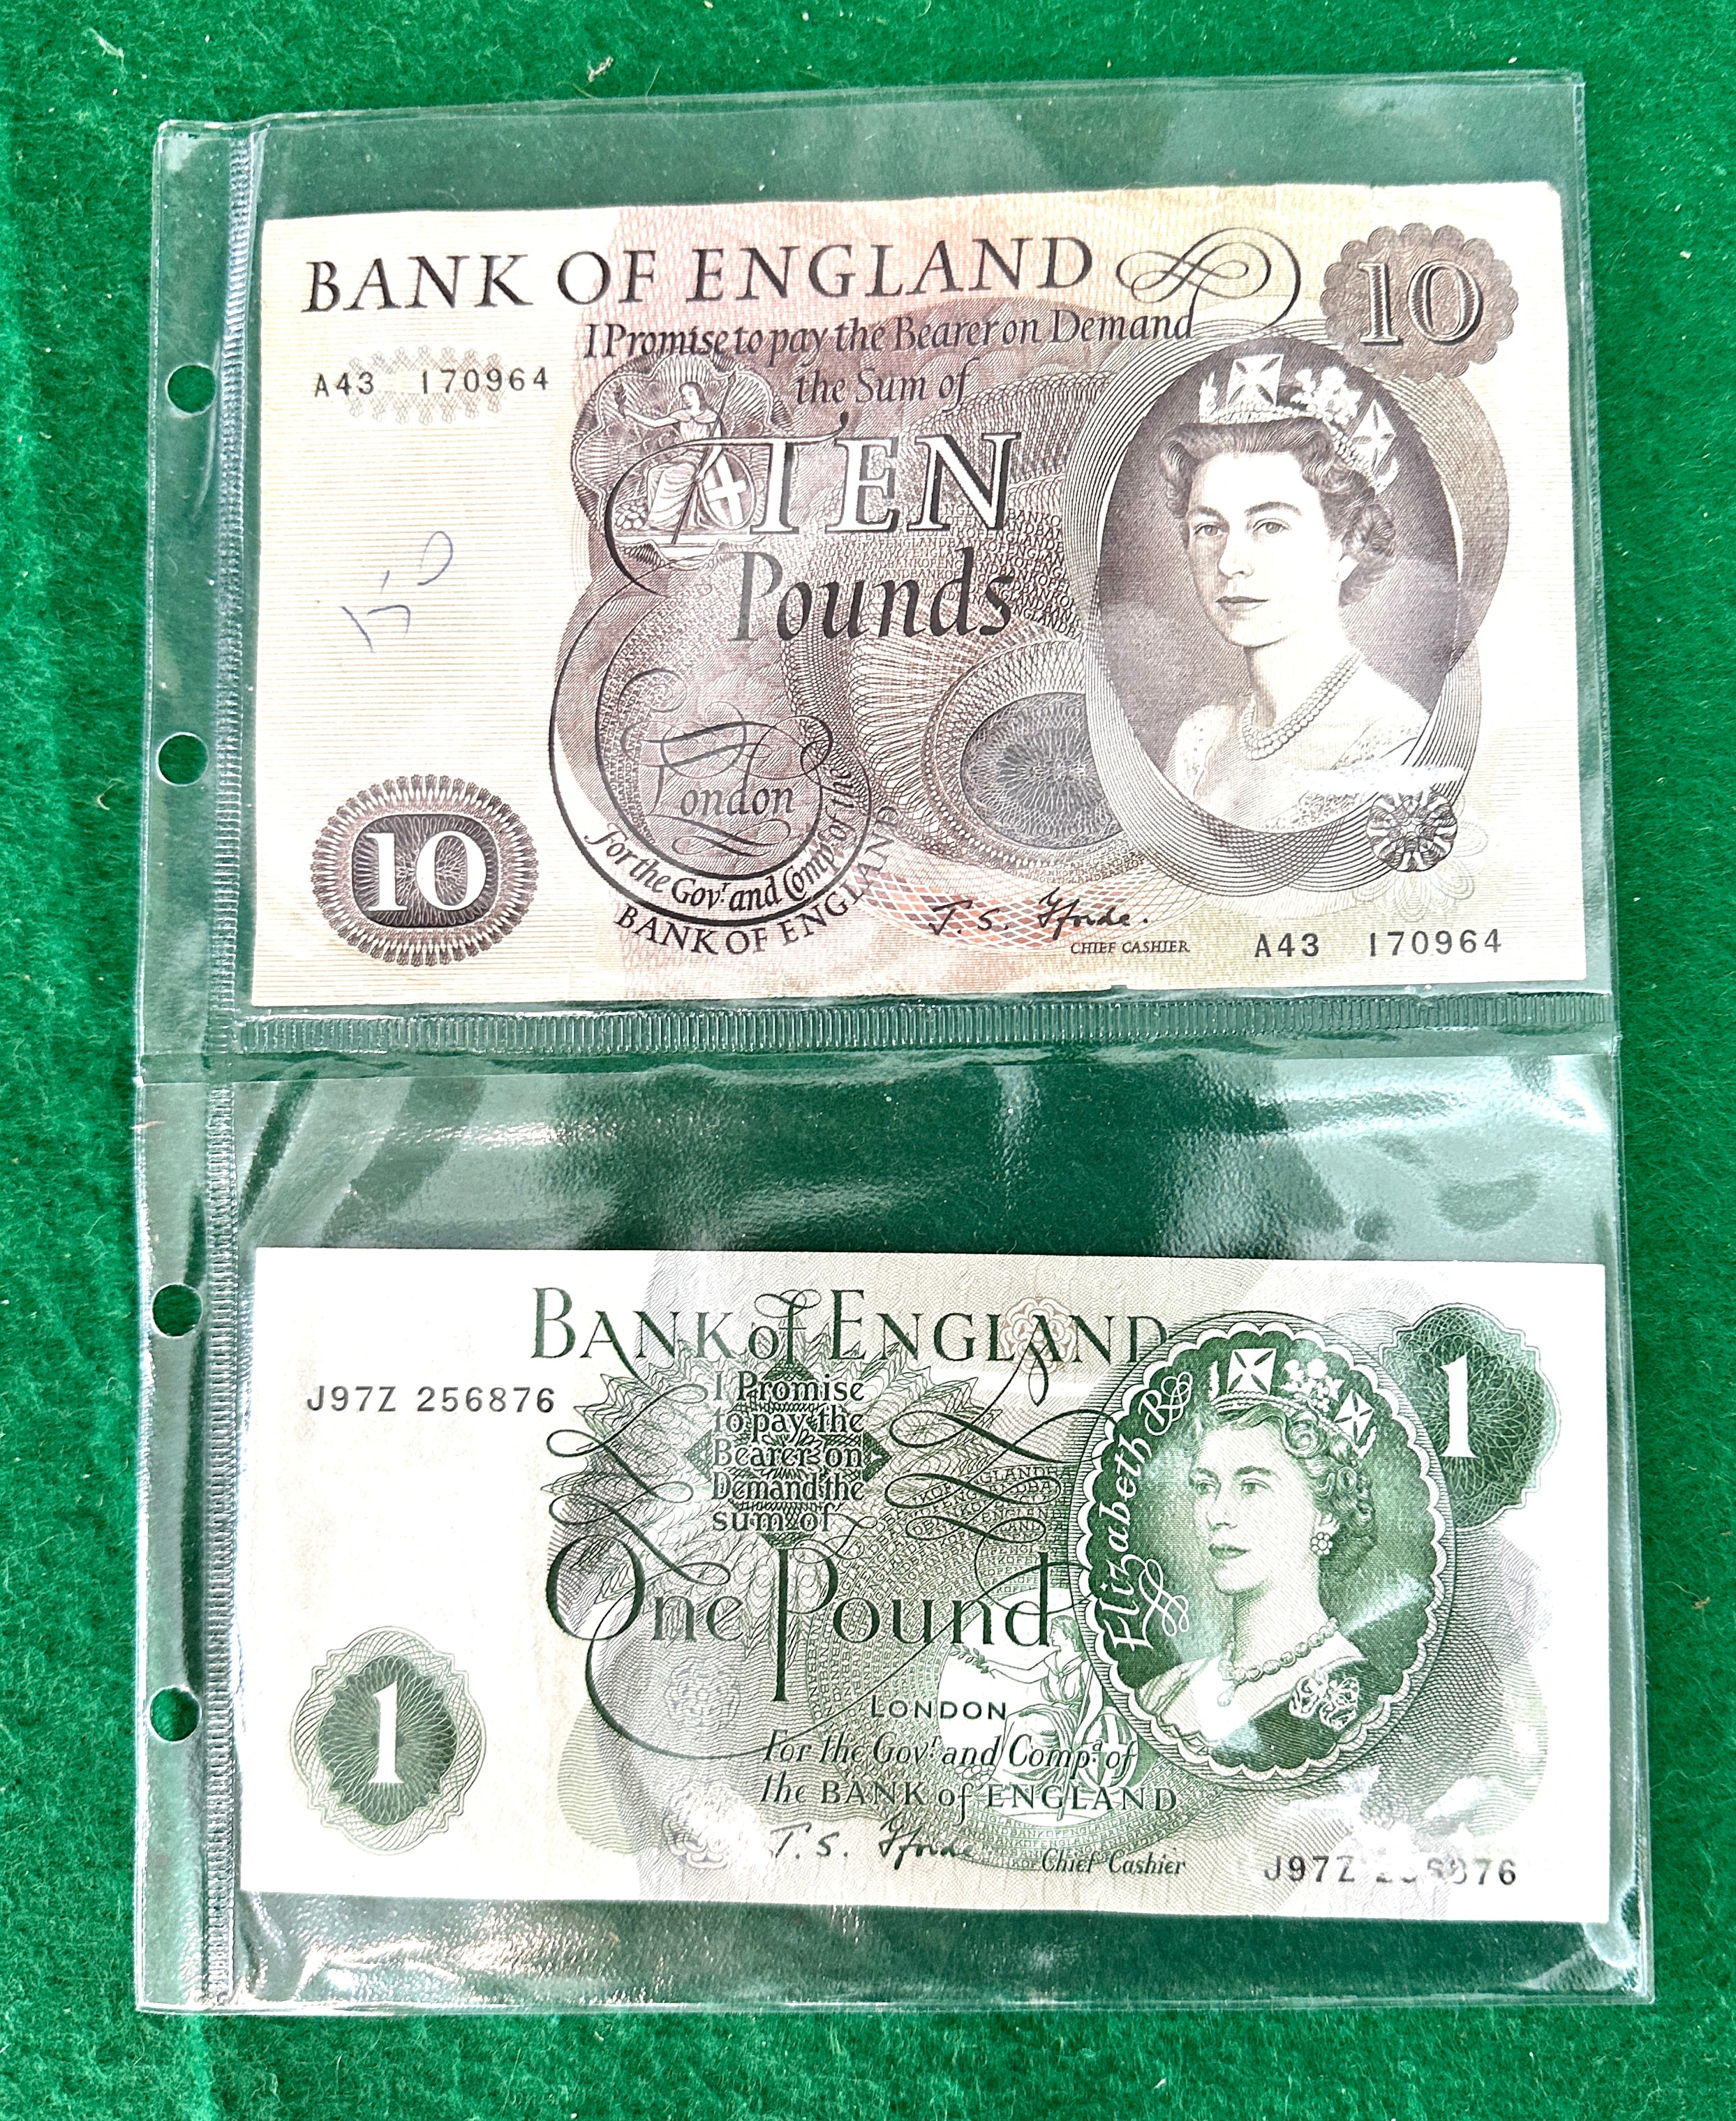 BANK OF ENGLAND
10
I Promise to pay the Bearer on Demand
the Sum of
A43 170964
TEN
Pounds
London
for the Govr. and Comp. of the
BANK OF ENGLAND
10
J. S. Fforde.
CHIEF CASHIER
A43 170964
BANK of ENGLAND
1
J97Z 256876
I Promise
to pay the
Bearer on
Demand the
sum of
One Pound
Elizabeth R
1
LONDON
For the Govr. and Compa. of
the BANK of ENGLAND
J. S. Fforde
Chief Cashier
J97Z